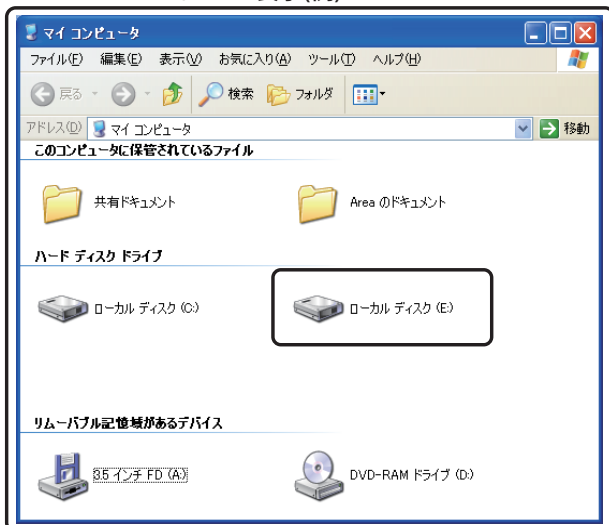 マイ コンピュータ
ファイル(F) 編集(E) 表示(V) お気に入り(A) ツール(T) ヘルプ(H)
戻る 検索 フォルダ
アドレス(D) マイ コンピュータ 移動
このコンピュータに保管されているファイル
共有ドキュメント Area のドキュメント
ハード ディスク ドライブ
ローカル ディスク (C:) ローカル ディスク (E:)
リムーバブル記憶域があるデバイス
3.5 インチ FD (A:) DVD-RAM ドライブ (D:)